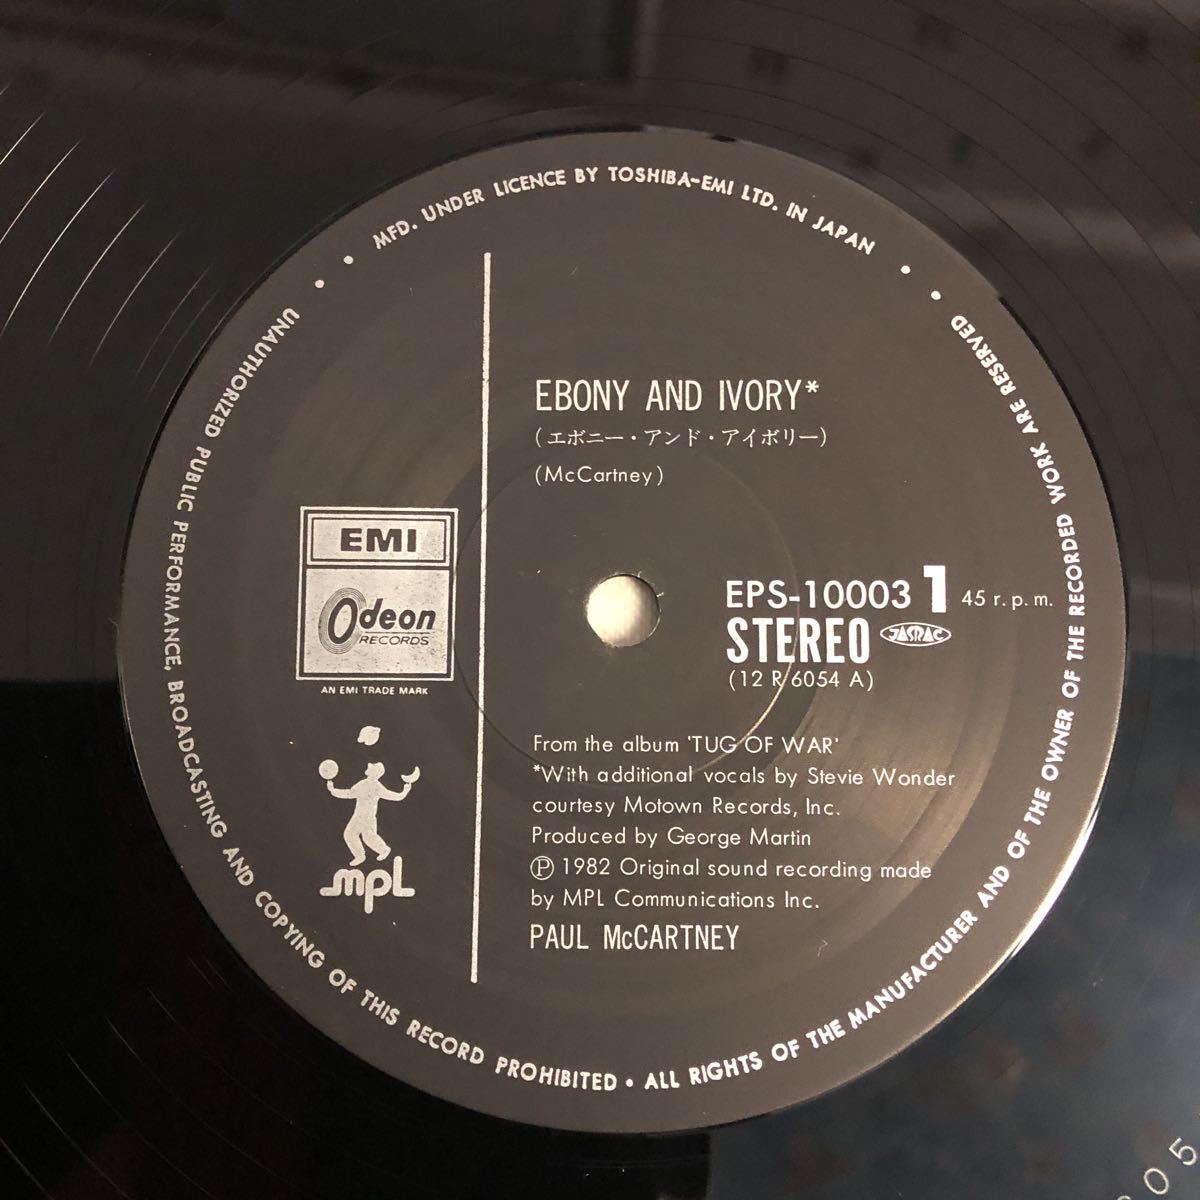 MFD. UNDER LICENCE BY TOSHIBA-EMI LTD. IN JAPAN
EBONY AND IVORY*
(エボニー・アンド・アイボリー)
(McCartney)
EMI
Odeon
RECORDS
AN EMI TRADE MARK
EPS-10003 1 45 r.p.m.
STEREO JASRAC
(12 R 6054 A)
mpL
From the album 'TUG OF WAR'
*With additional vocals by Stevie Wonder
courtesy Motown Records, Inc.
Produced by George Martin
Ⓟ 1982 Original sound recording made
by MPL Communications Inc.
PAUL McCARTNEY
UNAUTHORIZED PUBLIC PERFORMANCE, BROADCASTING AND COPYING OF THIS RECORD PROHIBITED • ALL RIGHTS OF THE MANUFACTURER AND OF THE OWNER OF THE RECORDED WORK ARE RESERVED